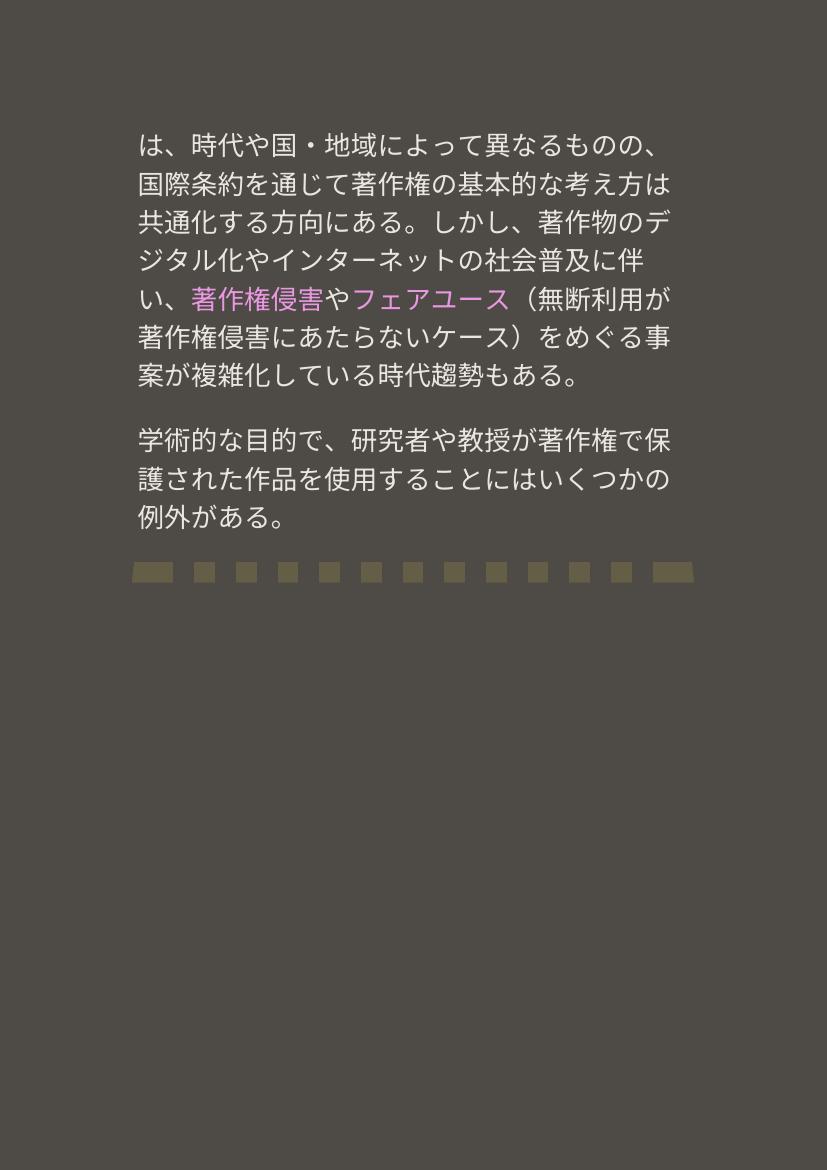 は、時代や国・地域によって異なるものの、
国際条約を通じて著作権の基本的な考え方は
共通化する方向にある。しかし、著作物のデ
ジタル化やインターネットの社会普及に伴
い、著作権侵害やフェアユース（無断利用が
著作権侵害にあたらないケース）をめぐる事
案が複雑化している時代趨勢もある。
学術的な目的で、研究者や教授が著作権で保
護された作品を使用することにはいくつかの
例外がある。